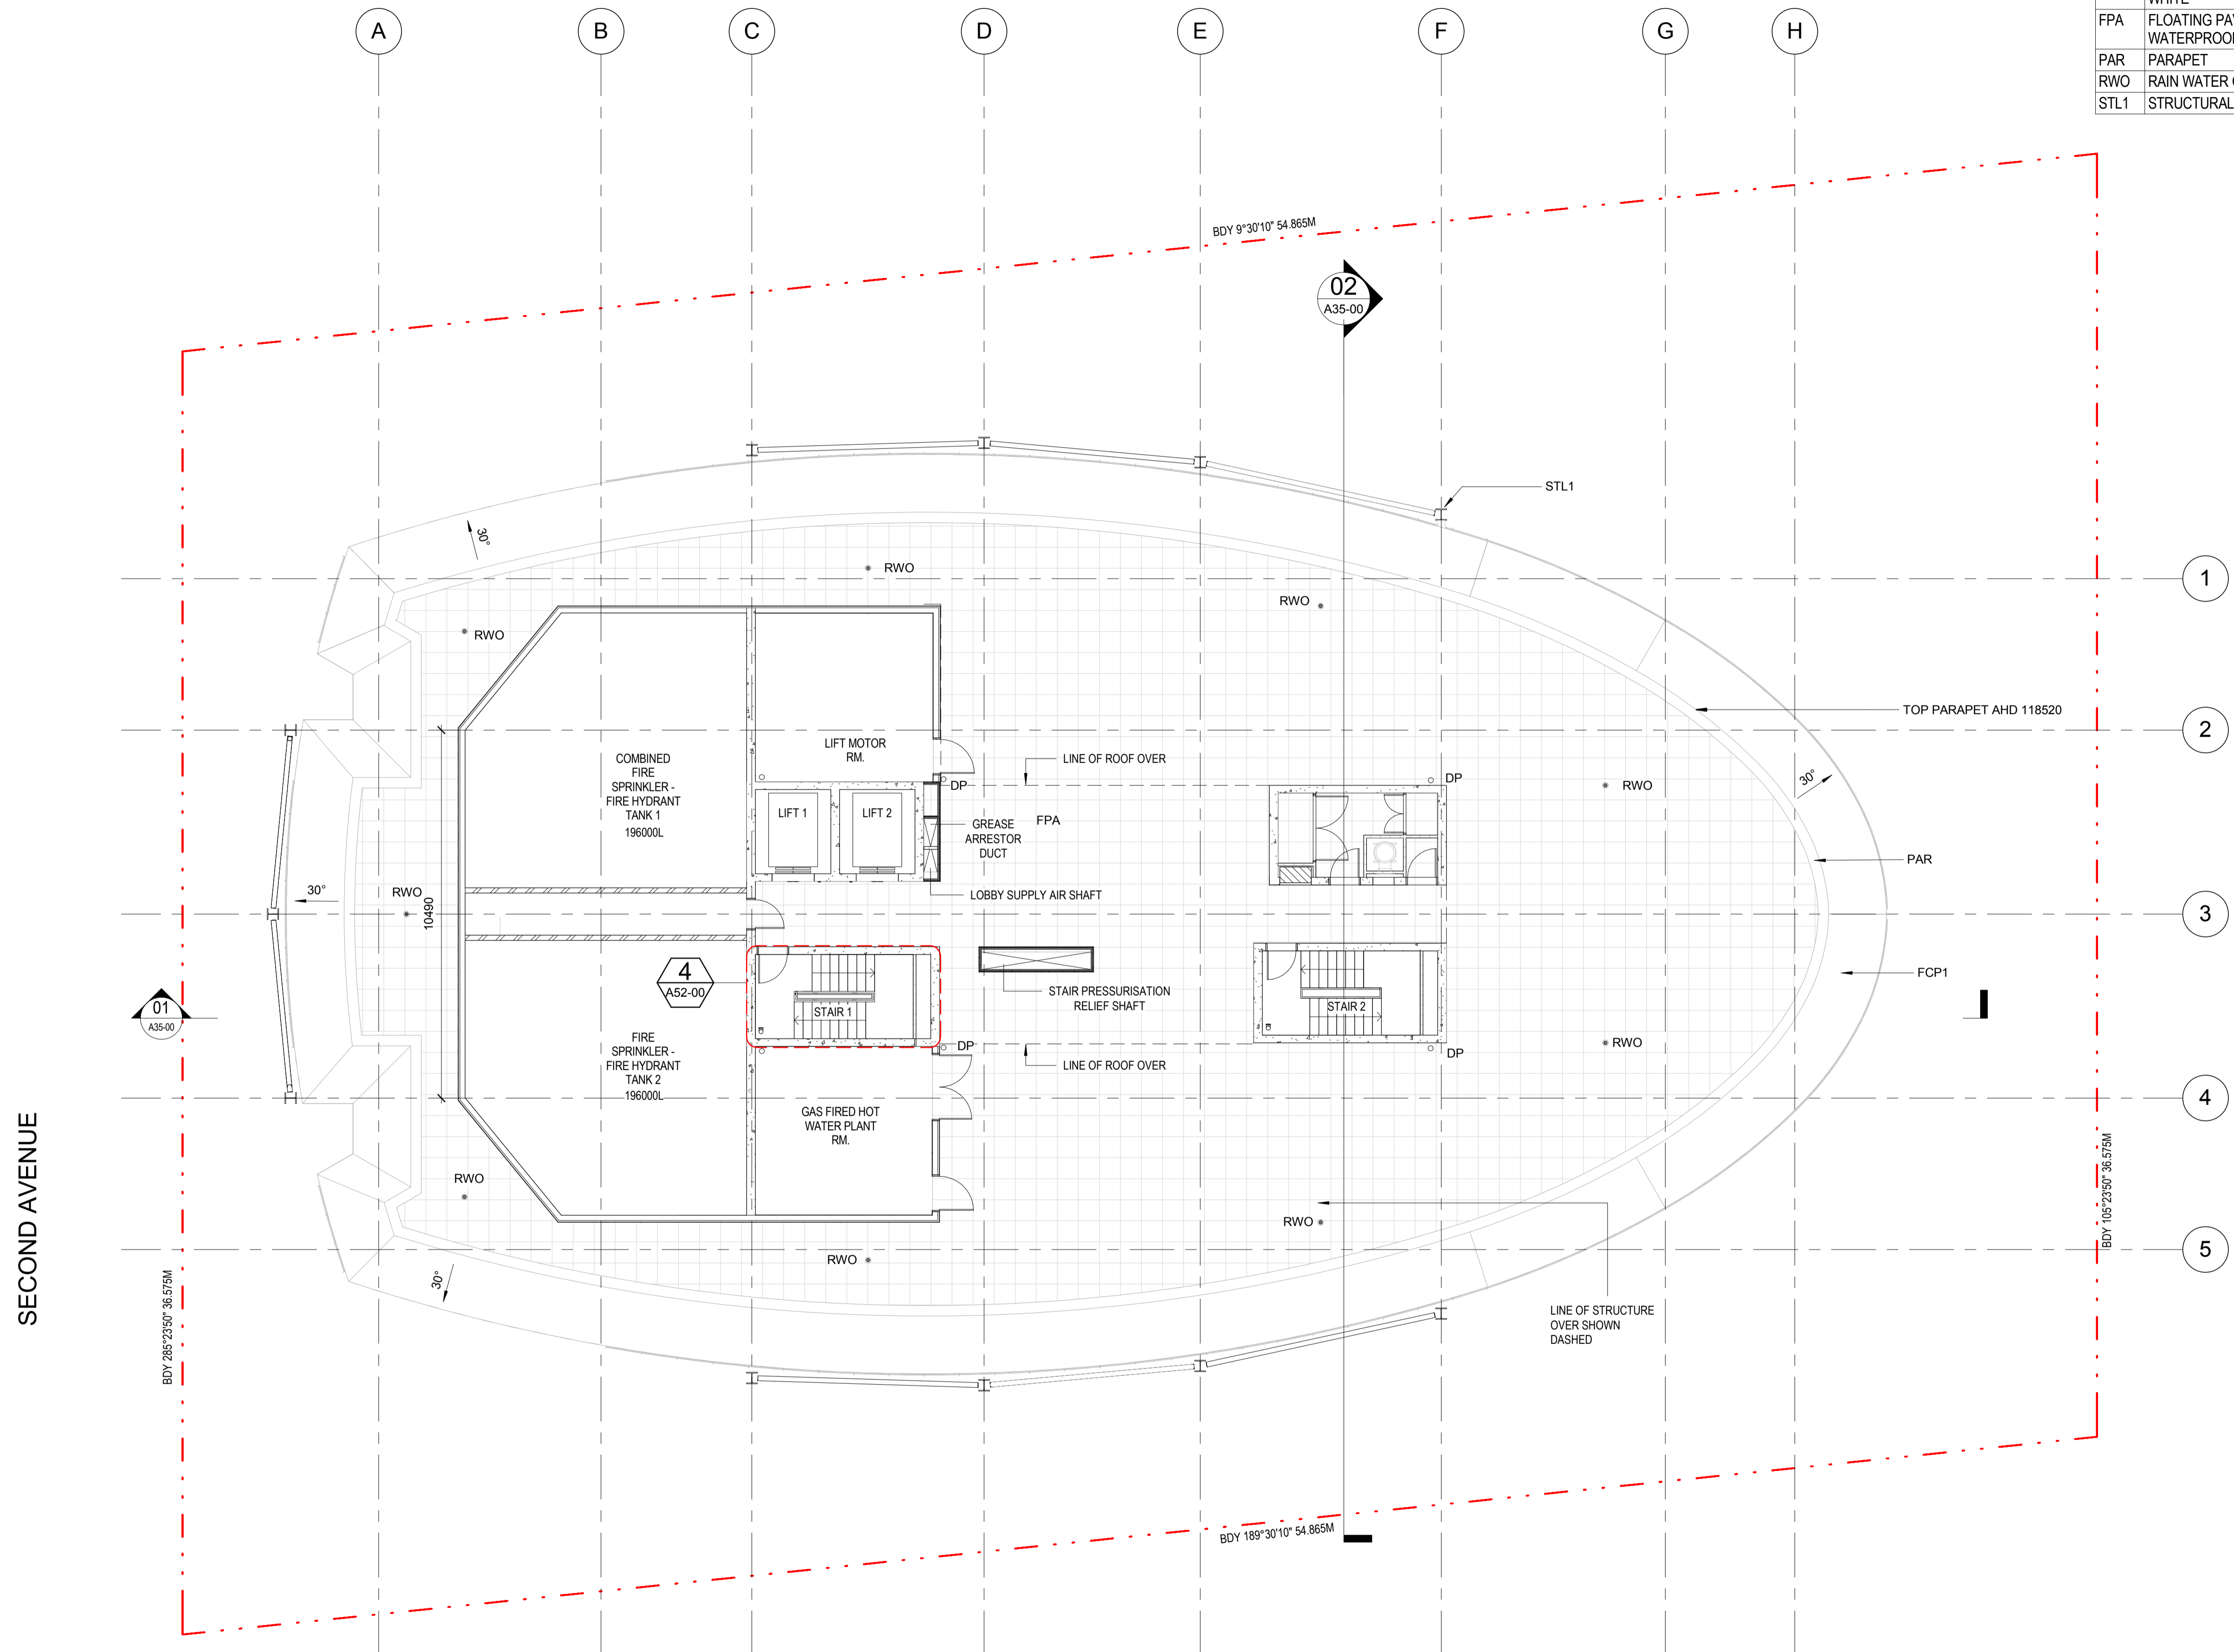 WHITE
FPA FLOATING PA
WATERPROO
PAR PARAPET
RWO RAIN WATER
STL1 STRUCTURAL
A
B
C
D
E
F
G
H
BDY 9°30'10" 54.865M
02
A35-00
STL1
30°
RWO
RWO
RWO
1
TOP PARAPET AHD 118520
2
LIFT MOTOR
RM.
COMBINED
FIRE
SPRINKLER -
FIRE HYDRANT
TANK 1
196000L
LINE OF ROOF OVER
DP
DP
RWO
30°
LIFT 1
LIFT 2
GREASE
ARRESTOR
DUCT
FPA
PAR
30°
RWO
LOBBY SUPPLY AIR SHAFT
10490
3
4
A52-00
FCP1
STAIR PRESSURISATION
RELIEF SHAFT
01
A35-00
STAIR 1
STAIR 2
FIRE
SPRINKLER -
FIRE HYDRANT
TANK 2
196000L
DP
DP
RWO
LINE OF ROOF OVER
4
GAS FIRED HOT
WATER PLANT
RM.
RWO
RWO
RWO
5
30°
LINE OF STRUCTURE
OVER SHOWN
DASHED
SECOND AVENUE
BDY 285°23'50" 36.575M
BDY 105°23'50" 36.575M
BDY 189°30'10" 54.865M